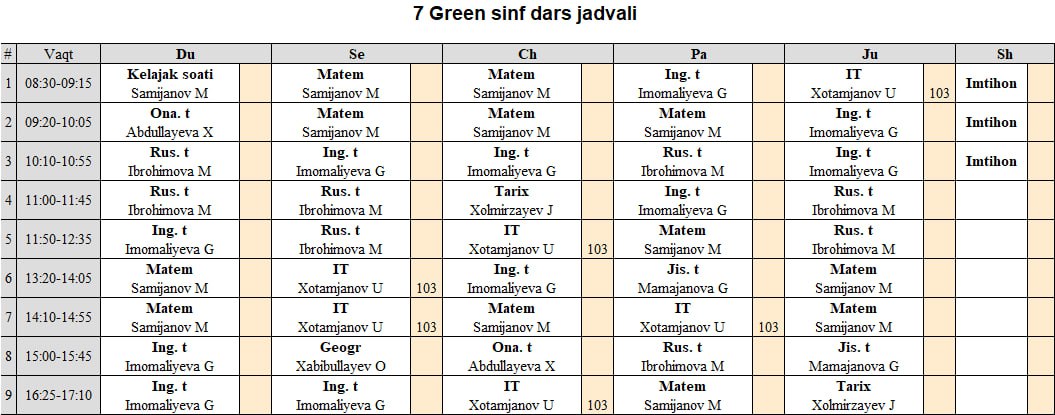 7 Green sinf dars jadvali
# Vaqt Du Se Ch Pa Ju Sh
1 08:30-09:15 Kelajak soati Matem Matem Ing. t IT Imtihon
Samijanov M Samijanov M Samijanov M Imomaliyeva G Xotamjanov U 103
2 09:20-10:05 Ona. t Matem Matem Matem Ing. t Imtihon
Abdullayeva X Samijanov M Samijanov M Samijanov M Imomaliyeva G
3 10:10-10:55 Rus. t Ing. t Ing. t Rus. t Ing. t Imtihon
Ibrohimova M Imomaliyeva G Imomaliyeva G Ibrohimova M Imomaliyeva G
4 11:00-11:45 Rus. t Rus. t Tarix Ing. t Rus. t
Ibrohimova M Ibrohimova M Xolmirzayev J Imomaliyeva G Ibrohimova M
5 11:50-12:35 Ing. t Rus. t IT Matem Rus. t
Imomaliyeva G Ibrohimova M Xotamjanov U 103 Samijanov M Ibrohimova M
6 13:20-14:05 Matem IT Ing. t Jis. t Matem
Samijanov M Xotamjanov U 103 Imomaliyeva G Mamajanova G Samijanov M
7 14:10-14:55 Matem IT Matem IT Matem
Samijanov M Xotamjanov U 103 Samijanov M Xotamjanov U 103 Samijanov M
8 15:00-15:45 Ing. t Geogr Ona. t Rus. t Jis. t
Imomaliyeva G Xabibullayev O Abdullayeva X Ibrohimova M Mamajanova G
9 16:25-17:10 Ing. t Ing. t IT Matem Tarix
Imomaliyeva G Imomaliyeva G Xotamjanov U 103 Samijanov M Xolmirzayev J